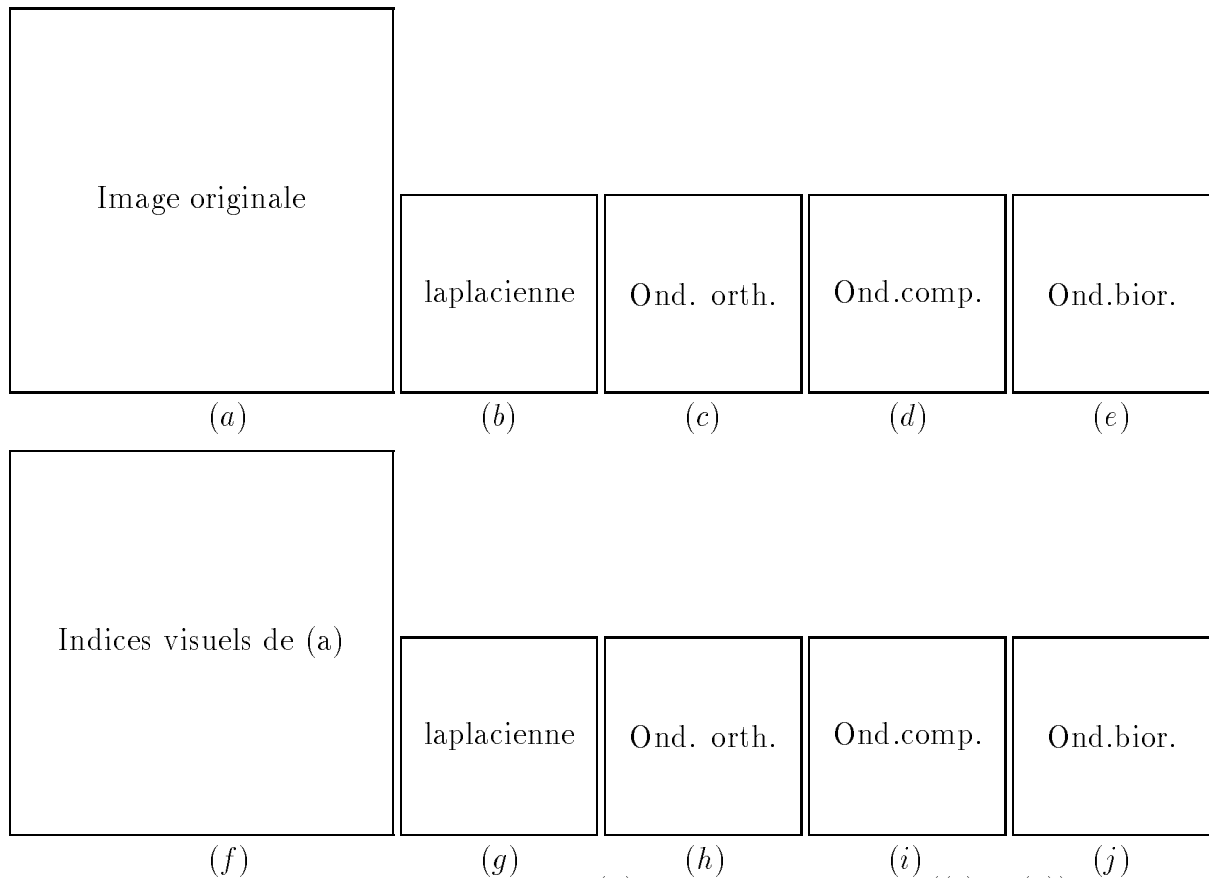 Image originale
laplacienne Ond. orth. Ond.comp. Ond.bior.
(a) (b) (c) (d) (e)
Indices visuels de (a)
laplacienne Ond. orth. Ond.comp. Ond.bior.
(f) (g) (h) (i) (j)